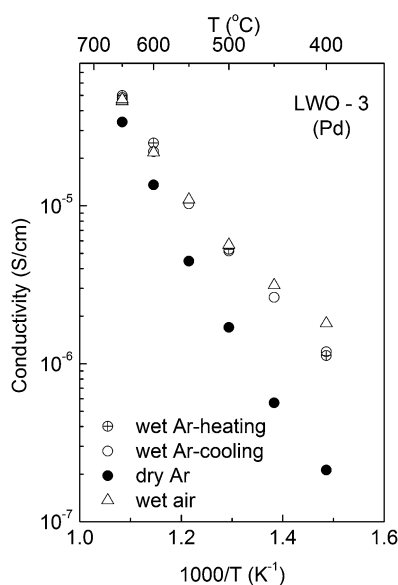 T (°C)
700 600 500 400
LWO - 3
(Pd)
10⁻⁵
10⁻⁶
10⁻⁷
Conductivity (S/cm)
wet Ar-heating
wet Ar-cooling
dry Ar
wet air
1.0 1.2 1.4 1.6
1000/T (K⁻¹)